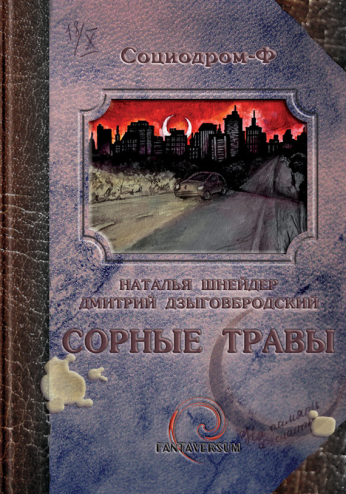 Социодром-Ф
НАТАЛЬЯ ШНЕЙДЕР
ДМИТРИЙ ДЗЫГОВБРОДСКИЙ
СОРНЫЕ ТРАВЫ
FANTAVERSUM